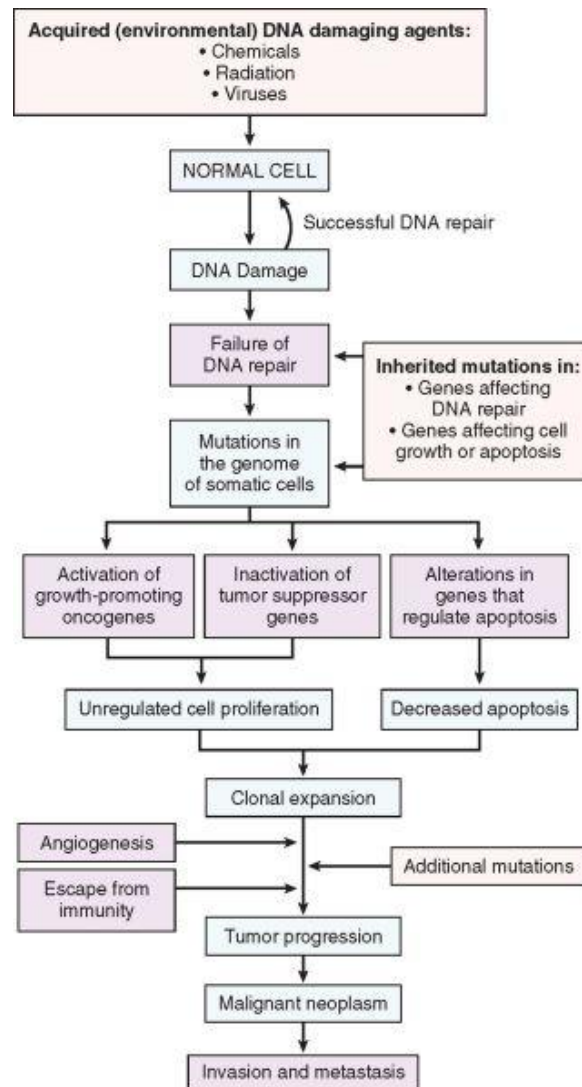 Acquired (environmental) DNA damaging agents:
• Chemicals
• Radiation
• Viruses
NORMAL CELL
Successful DNA repair
DNA Damage
Failure of
DNA repair
Inherited mutations in:
• Genes affecting
DNA repair
• Genes affecting cell
growth or apoptosis
Mutations in
the genome
of somatic cells
Activation of
growth-promoting
oncogenes
Inactivation of
tumor suppressor
genes
Alterations in
genes that
regulate apoptosis
Unregulated cell proliferation
Decreased apoptosis
Clonal expansion
Angiogenesis
Additional mutations
Escape from
immunity
Tumor progression
Malignant neoplasm
Invasion and metastasis